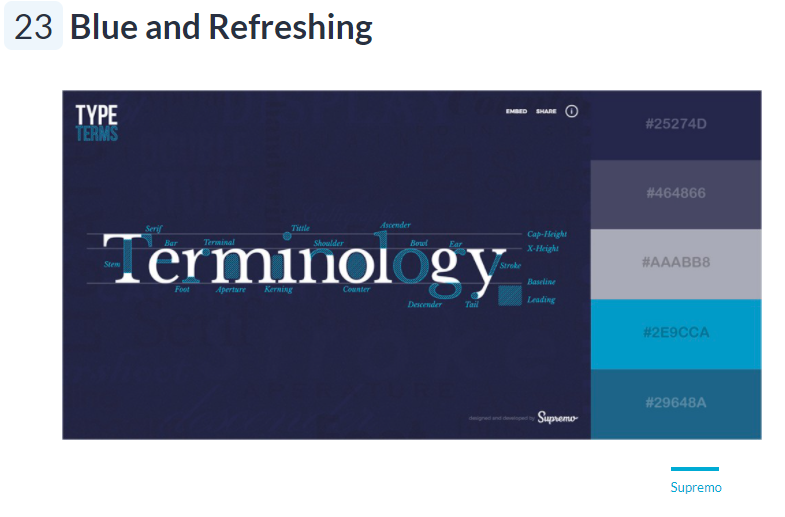 23 Blue and Refreshing
TYPE
TERMS
EMBED SHARE i
#25274D
#464866
#AAABB8
#2E9CCA
#29648A
Serif
Tittle
Ascender
Cap-Height
Bar
Terminal
Shoulder
Bowl
Ear
X-Height
Terminology
Stem
Stroke
Baseline
Foot
Aperture
Kerning
Counter
Leading
Descender
Tail
designed and developed by Supremo
Supremo